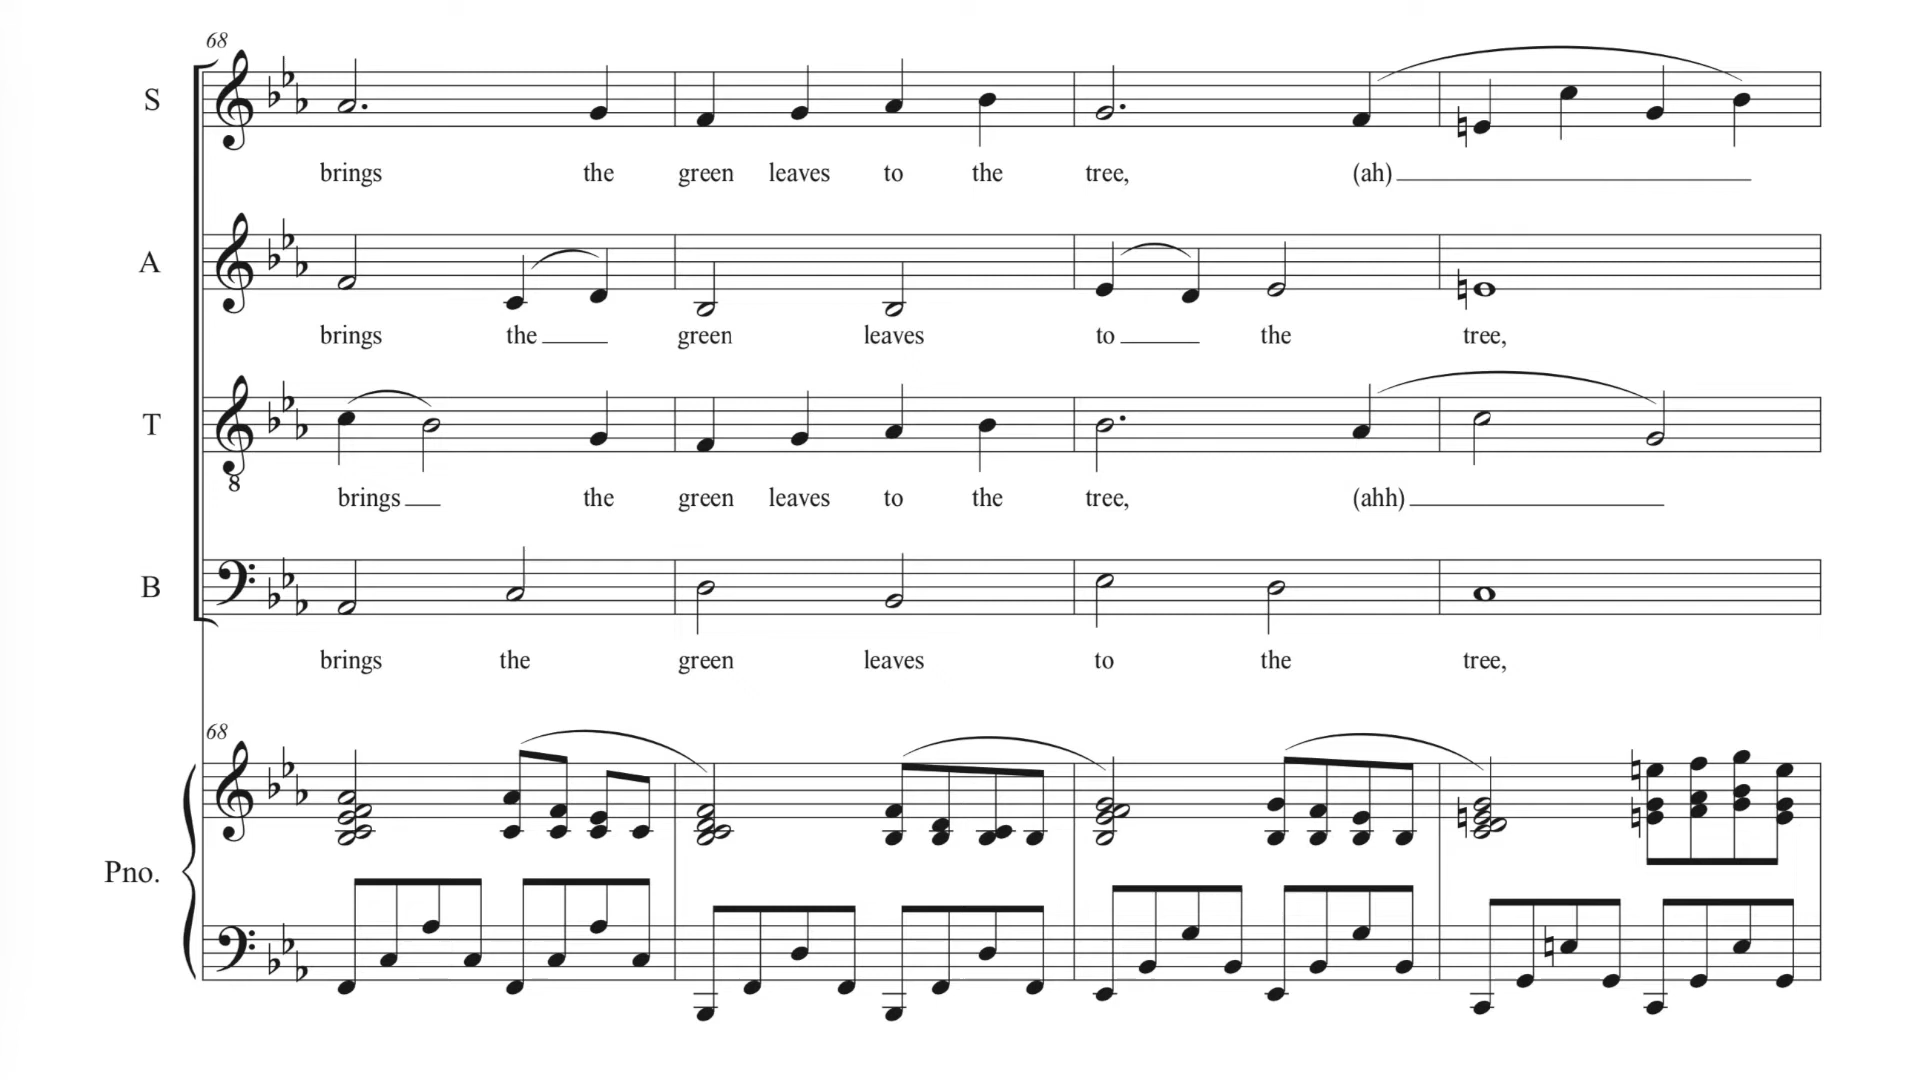 68
S
brings the green leaves to the tree, (ah)
A
brings the green leaves to the tree,
T
8
brings the green leaves to the tree, (ahh)
B
brings the green leaves to the tree,
68
Pno.